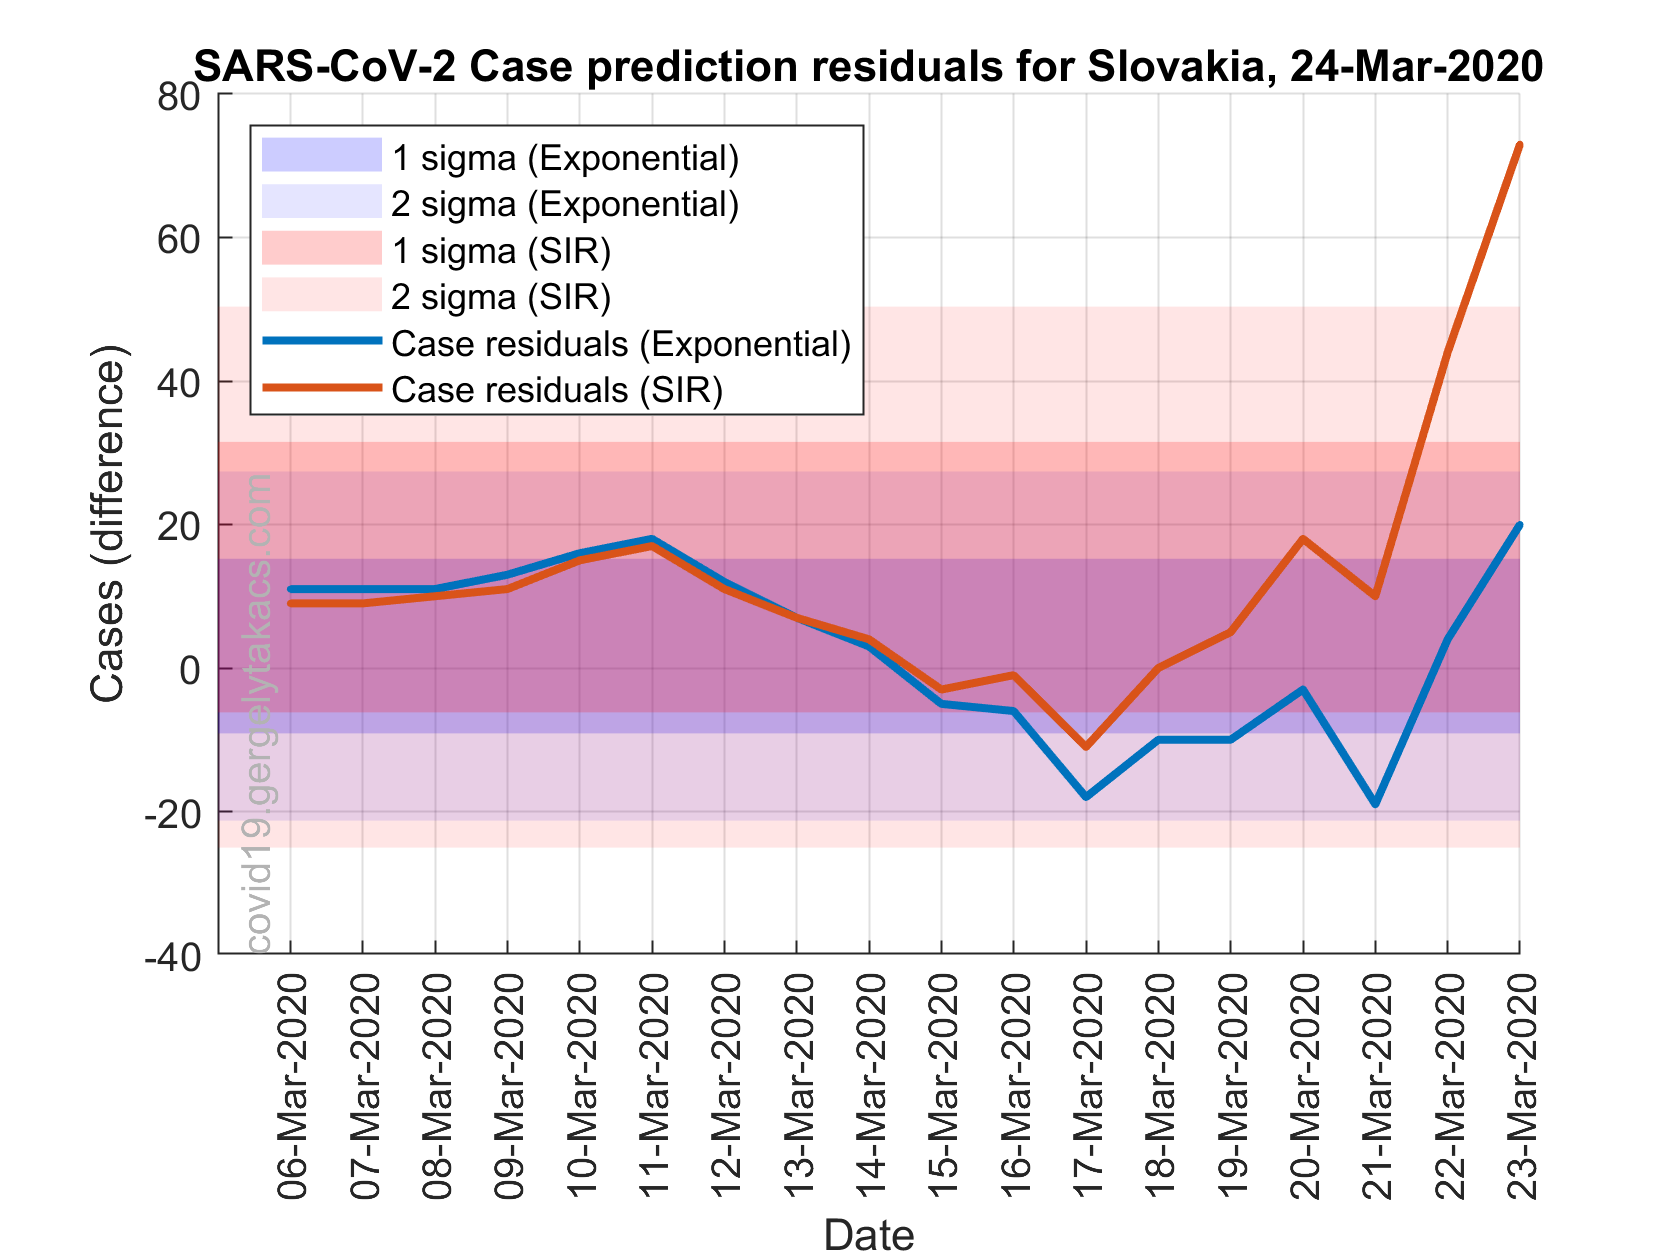 SARS-CoV-2 Case prediction residuals for Slovakia, 24-Mar-2020
80
60
40
20
0
-20
-40
Cases (difference)
1 sigma (Exponential)
2 sigma (Exponential)
1 sigma (SIR)
2 sigma (SIR)
Case residuals (Exponential)
Case residuals (SIR)
covid19.gergelytakacs.com
06-Mar-2020
07-Mar-2020
08-Mar-2020
09-Mar-2020
10-Mar-2020
11-Mar-2020
12-Mar-2020
13-Mar-2020
14-Mar-2020
15-Mar-2020
16-Mar-2020
17-Mar-2020
18-Mar-2020
19-Mar-2020
20-Mar-2020
21-Mar-2020
22-Mar-2020
23-Mar-2020
Date